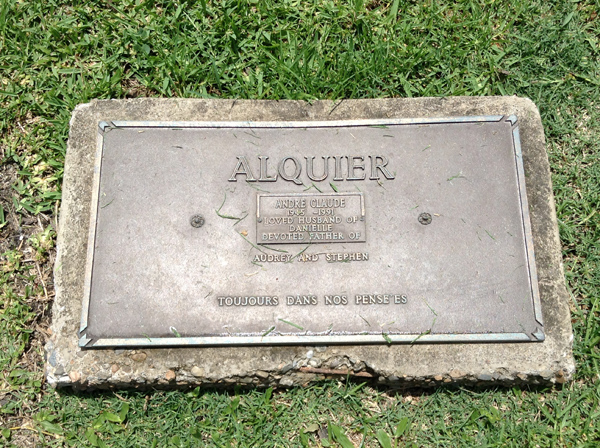 ALQUIER
ANDRE CLAUDE
1945 - 1991
LOVED HUSBAND OF
DANIELLE
DEVOTED FATHER OF
AUDREY AND STEPHEN
TOUJOURS DANS NOS PENSE'ES